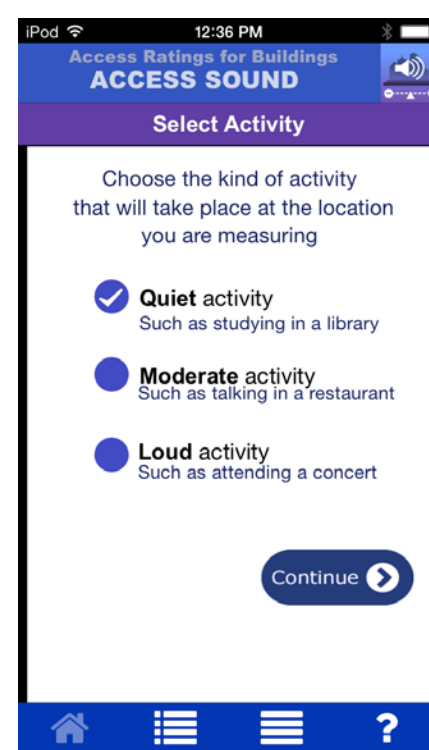 iPod 12:36 PM
Access Ratings for Buildings
ACCESS SOUND
Select Activity
Choose the kind of activity
that will take place at the location
you are measuring
Quiet activity
Such as studying in a library
Moderate activity
Such as talking in a restaurant
Loud activity
Such as attending a concert
Continue
?